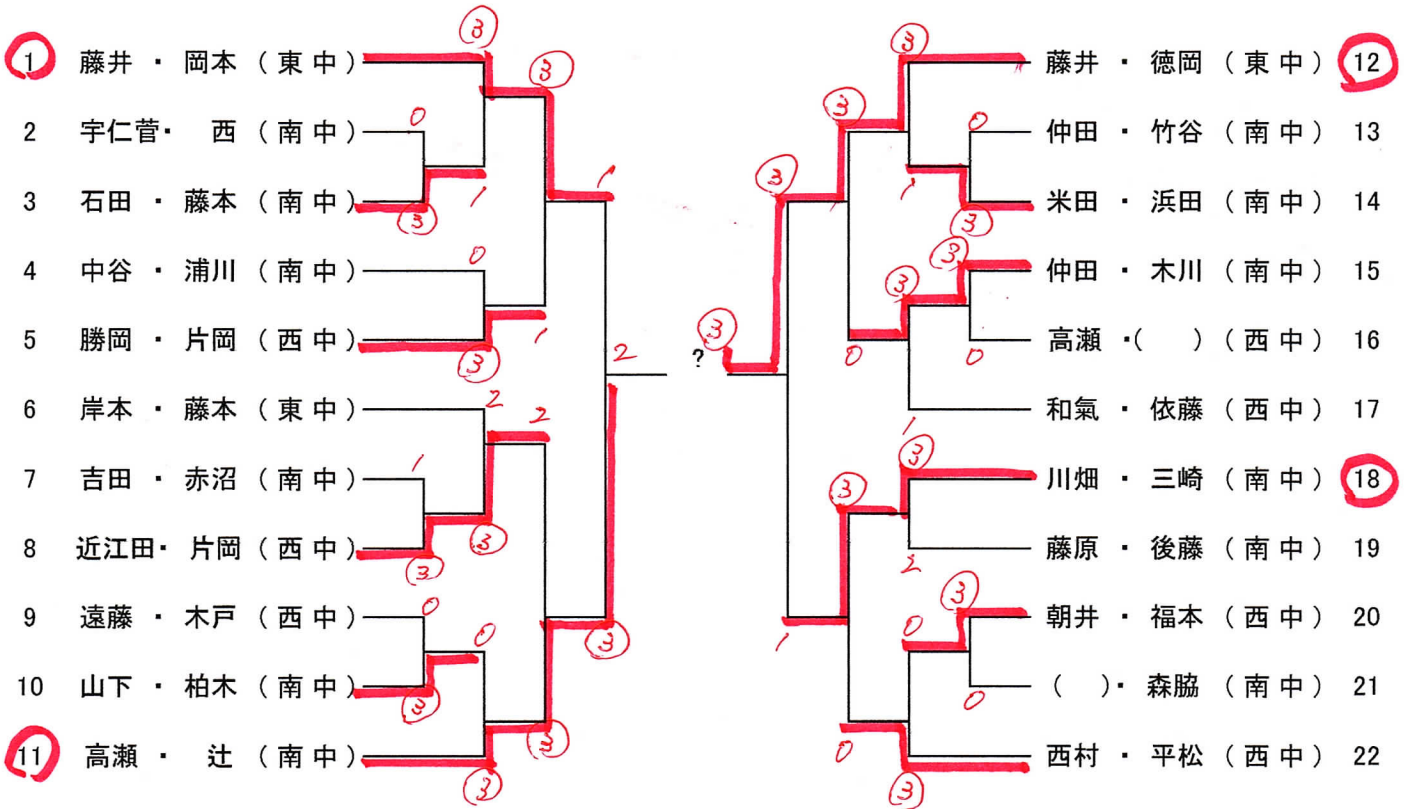 1 藤井 ・ 岡本 (東中)
2 宇仁菅・ 西 (南中)
3 石田 ・ 藤本 (南中)
4 中谷 ・ 浦川 (南中)
5 勝岡 ・ 片岡 (西中)
6 岸本 ・ 藤本 (東中)
7 吉田 ・ 赤沼 (南中)
8 近江田・ 片岡 (西中)
9 遠藤 ・ 木戸 (西中)
10 山下 ・ 柏木 (南中)
11 高瀬 ・ 辻 (南中)
③
③
0
1
③
1
0
1
③
2
2
2
1
③
③
0
0
③
③
③
③
?
③
③
③
③
1
0
③
③
③
0
0
1
③
③
2
1
③
0
0
0
③
藤井 ・ 徳岡 (東中) 12
仲田 ・ 竹谷 (南中) 13
米田 ・ 浜田 (南中) 14
仲田 ・ 木川 (南中) 15
高瀬 ・( ) (西中) 16
和氣 ・ 依藤 (西中) 17
川畑 ・ 三崎 (南中) 18
藤原 ・ 後藤 (南中) 19
朝井 ・ 福本 (西中) 20
( )・ 森脇 (南中) 21
西村 ・ 平松 (西中) 22